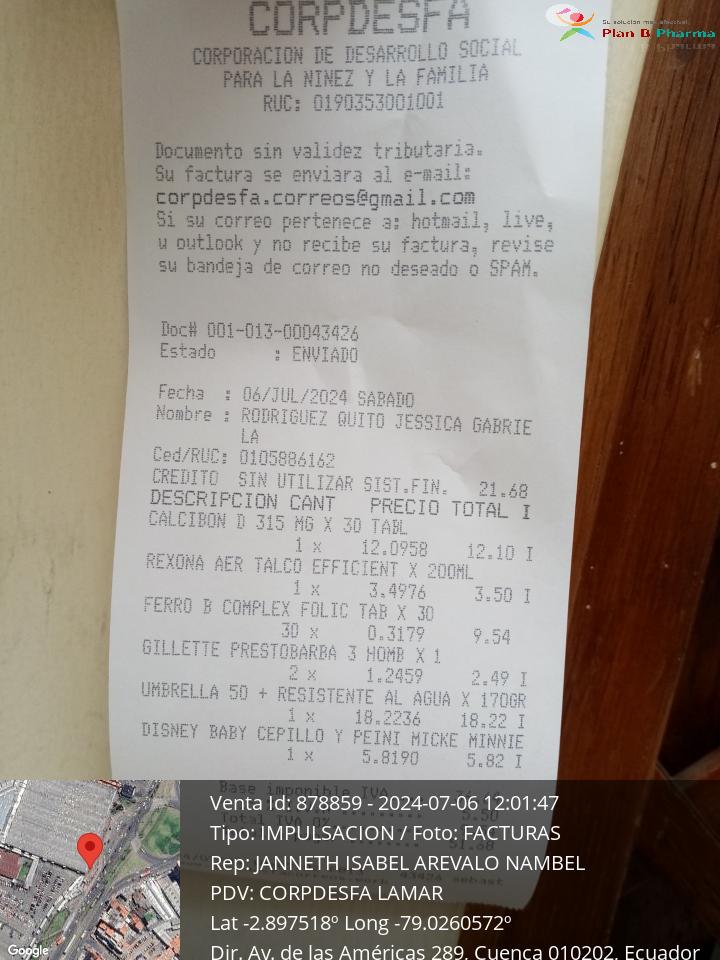 CORPDESFA
Su solución más efectiva!
Plan B Pharma
CORPORACION DE DESARROLLO SOCIAL
PARA LA NINEZ Y LA FAMILIA
RUC: 0190353001001
Documento sin validez tributaria.
Su factura se enviara al e-mail:
corpdesfa.correos@gmail.com
Si su correo pertenece a: hotmail, live,
u outlook y no recibe su factura, revise
su bandeja de correo no deseado o SPAM.
Doc# 001-013-00043426
Estado : ENVIADO
Fecha : 06/JUL/2024 SABADO
Nombre : RODRIGUEZ QUITO JESSICA GABRIE
LA
Ced/RUC: 0105886162
CREDITO SIN UTILIZAR SIST.FIN. 21.68
DESCRIPCION CANT PRECIO TOTAL I
CALCIBON D 315 MG X 30 TABL
1 x 12.0958 12.10 I
REXONA AER TALCO EFFICIENT X 200ML
1 x 3.4976 3.50 I
FERRO B COMPLEX FOLIC TAB X 30
30 x 0.3179 9.54
GILLETTE PRESTOBARBA 3 HOMB X 1
2 x 1.2459 2.49 I
UMBRELLA 50 + RESISTENTE AL AGUA X 170GR
1 x 18.2236 18.22 I
DISNEY BABY CEPILLO Y PEINI MICKE MINNIE
1 x 5.8190 5.82 I
Base imponible IVA
Total IVA
Venta Id: 878859 - 2024-07-06 12:01:47
Tipo: IMPULSACION / Foto: FACTURAS
Rep: JANNETH ISABEL AREVALO NAMBEL
PDV: CORPDESFA LAMAR
Lat -2.897518º Long -79.0260572º
Dir. Av. de las Américas 289, Cuenca 010202, Ecuador
Google